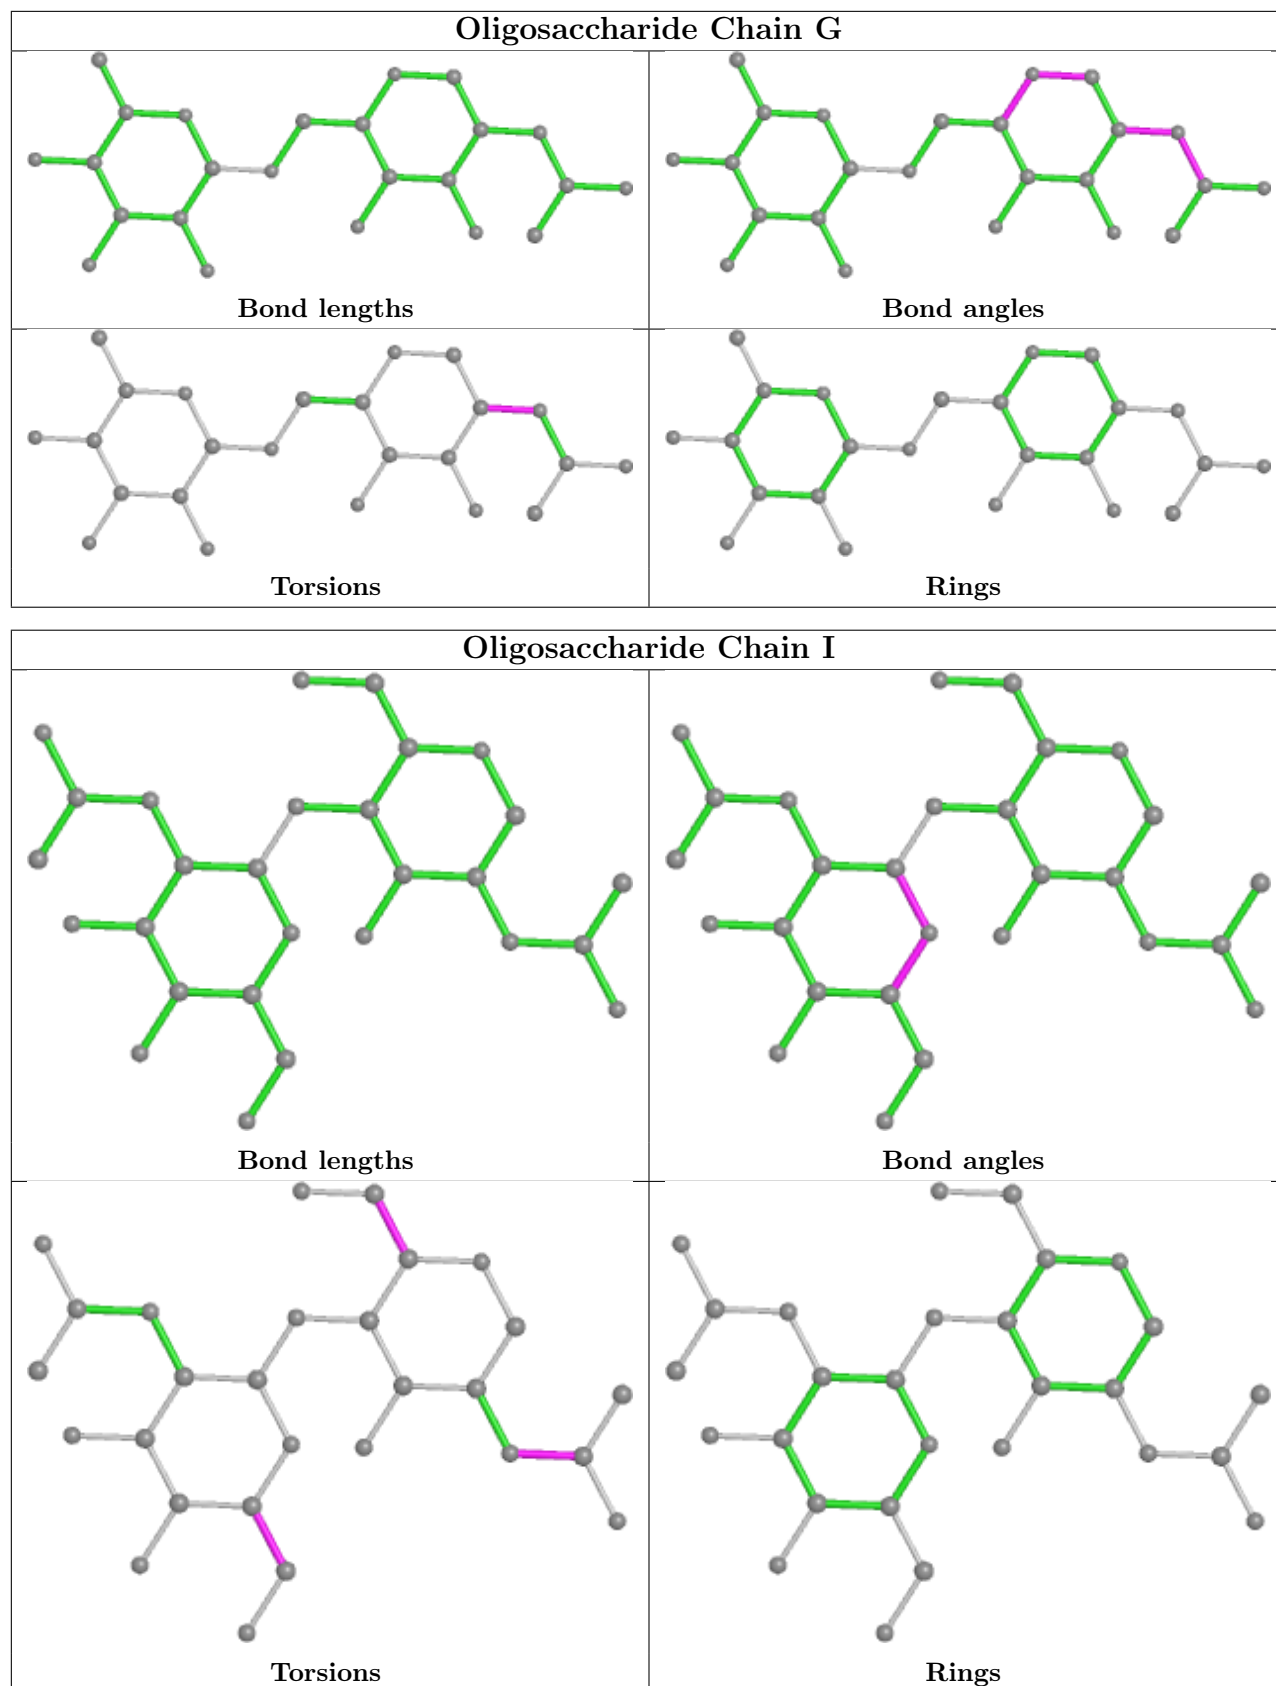 Oligosaccharide Chain G
Bond lengths
Bond angles
Torsions
Rings
Oligosaccharide Chain I
Bond lengths
Bond angles
Torsions
Rings